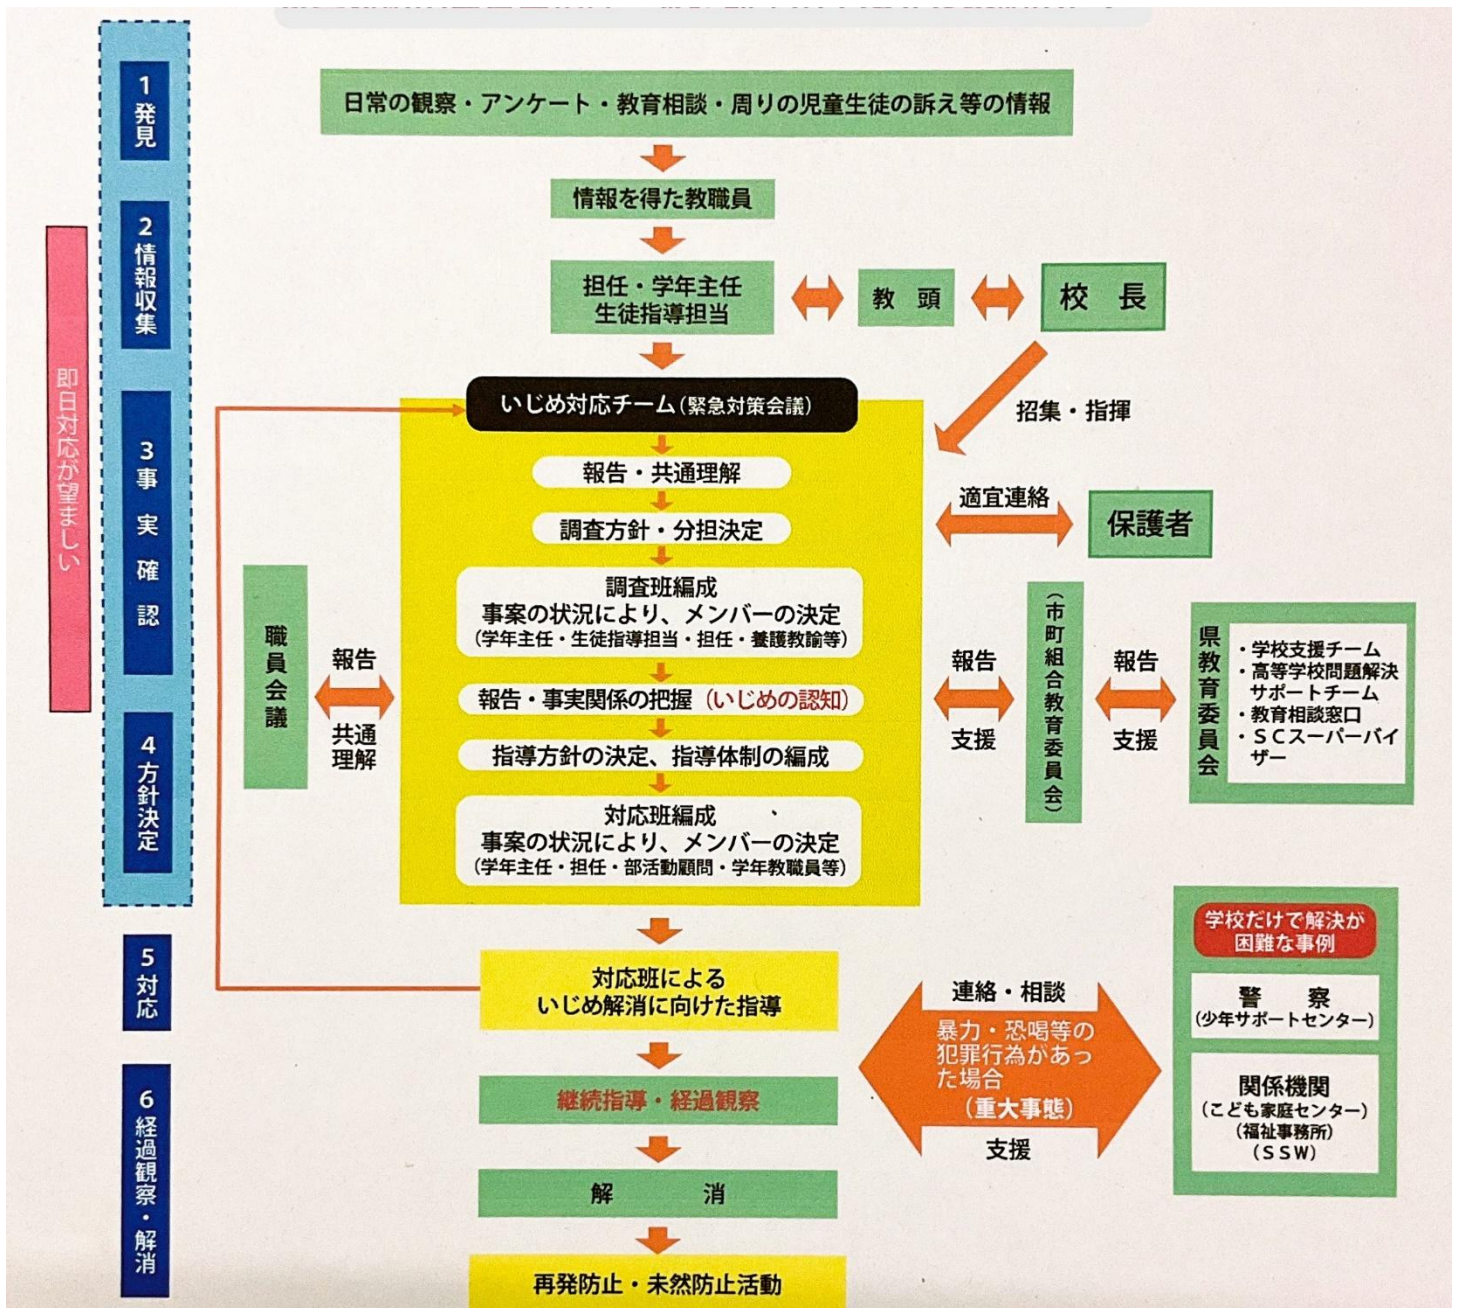 1 発見
2 情報収集
3 事実確認
4 方針決定
5 対応
6 経過観察・解消
即日対応が望ましい
日常の観察・アンケート・教育相談・周りの児童生徒の訴え等の情報
情報を得た教職員
担任・学年主任
生徒指導担当
教 頭
校 長
招集・指揮
いじめ対応チーム(緊急対策会議)
報告・共通理解
調査方針・分担決定
調査班編成
事案の状況により、メンバーの決定
(学年主任・生徒指導担当・担任・養護教諭等)
報告・事実関係の把握(いじめの認知)
指導方針の決定、指導体制の編成
対応班編成
事案の状況により、メンバーの決定
(学年主任・担任・部活動顧問・学年教職員等)
職員会議
報告
共通
理解
適宜連絡
保護者
報告
支援
(市町組合教育委員会)
報告
支援
県教育委員会
・学校支援チーム
・高等学校問題解決
サポートチーム
・教育相談窓口
・SCスーパーバイ
ザー
対応班による
いじめ解消に向けた指導
継続指導・経過観察
解 消
再発防止・未然防止活動
連絡・相談
暴力・恐喝等の
犯罪行為があっ
た場合
(重大事態)
支援
学校だけで解決が
困難な事例
警 察
(少年サポートセンター)
関係機関
(こども家庭センター)
(福祉事務所)
(SSW)